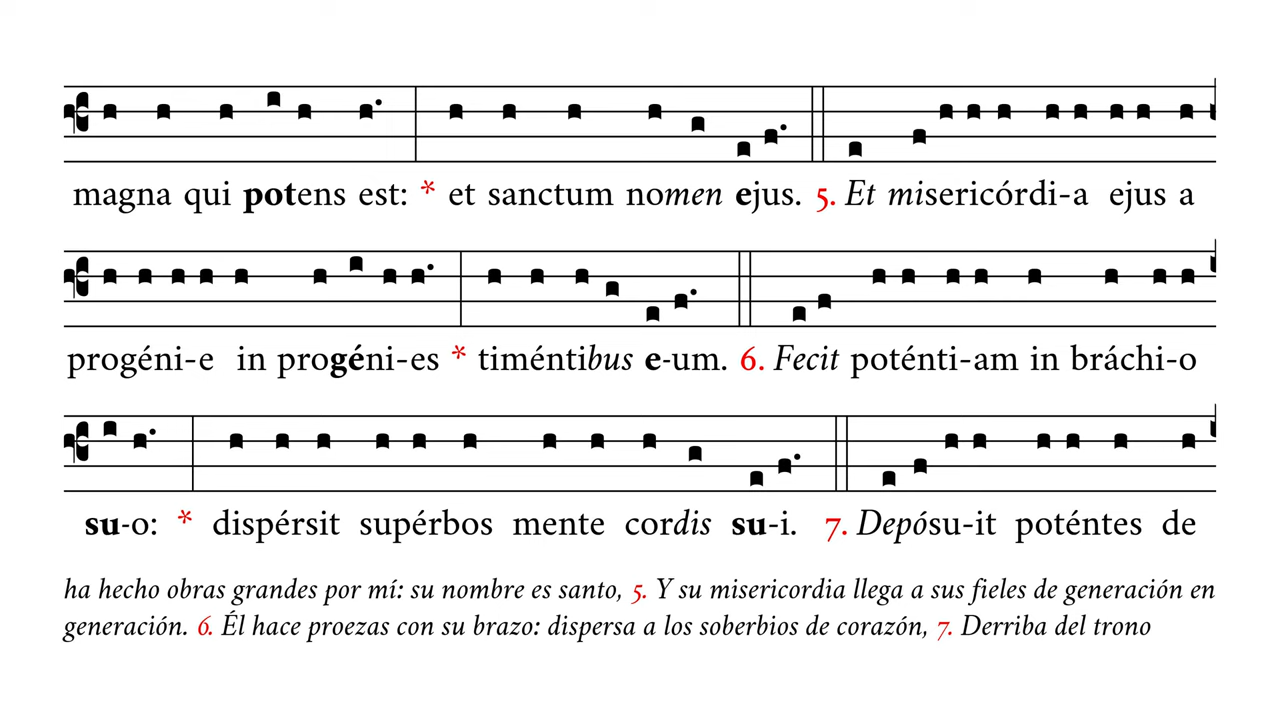 magna qui potens est: * et sanctum nomen ejus. 5. Et misericórdi-a ejus a
progéni-e in progéni-es * timéntibus e-um. 6. Fecit poténti-am in bráchi-o
su-o: * dispérsit supérbos mente cordis su-i. 7. Depósu-it poténtes de
ha hecho obras grandes por mí: su nombre es santo, 5. Y su misericordia llega a sus fieles de generación en
generación. 6. Él hace proezas con su brazo: dispersa a los soberbios de corazón, 7. Derriba del trono